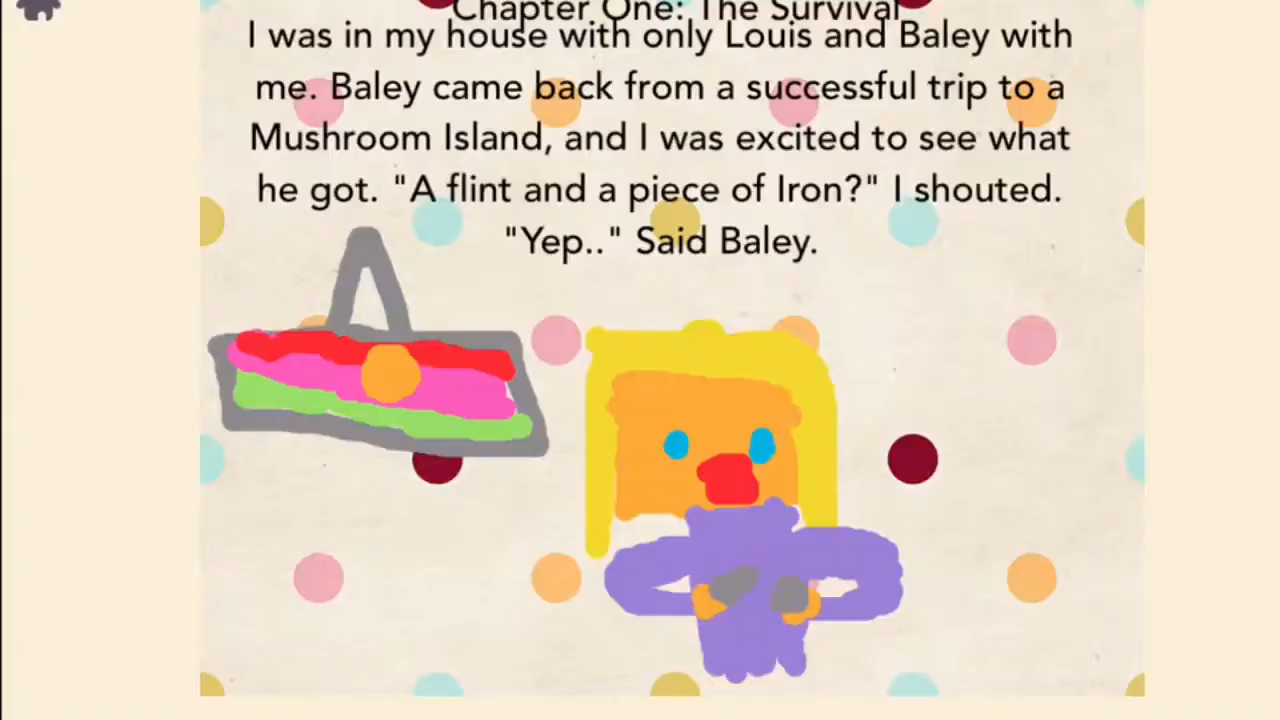 Chapter One: The Survival
I was in my house with only Louis and Baley with
me. Baley came back from a successful trip to a
Mushroom Island, and I was excited to see what
he got. "A flint and a piece of Iron?" I shouted.
"Yep.." Said Baley.